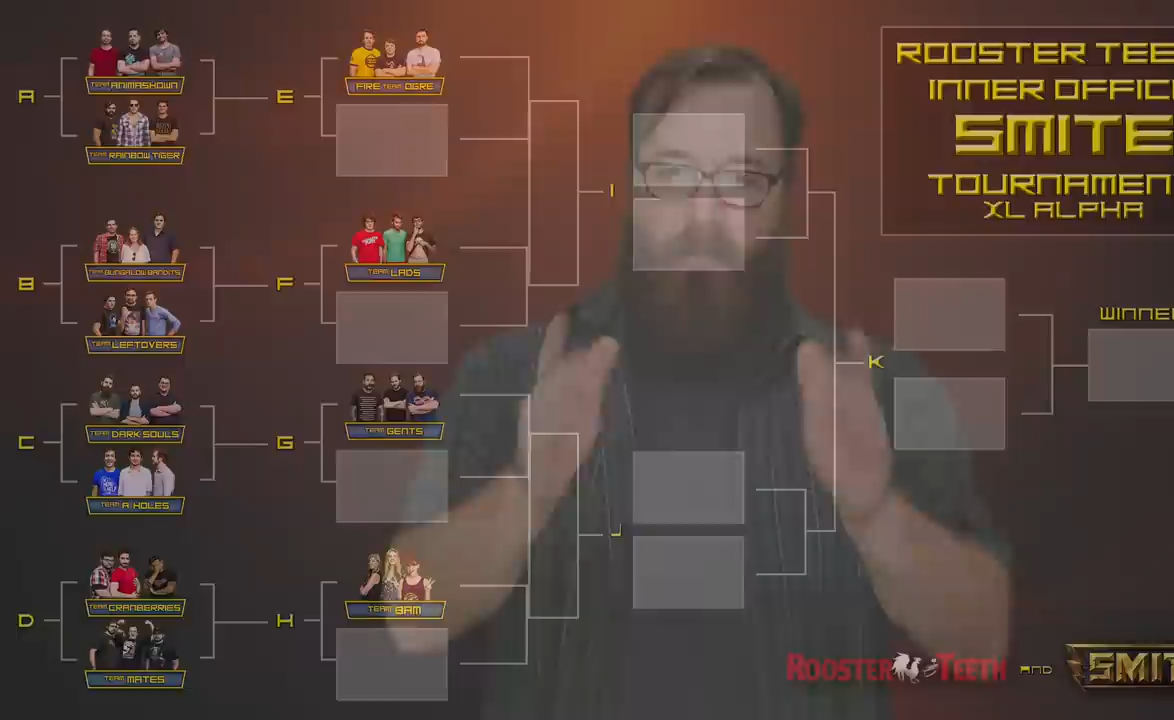 A
TEAM ANIMASHOWN
TEAM RAINBOW TIGER
B
TEAM BUNGALOW BANDITS
TEAM LEFTOVERS
C
TEAM DARK SOULS
TEAM A HOLES
D
TEAM CRANBERRIES
TEAM MATES
E
FIRE TEAM OGRE
F
TEAM LADS
G
TEAM GENTS
H
TEAM BAM
I
J
K
ROOSTER TEE
INNER OFFIC
SMITE
TOURNAMEN
XL ALPHA
WINNE
ROOSTER TEETH AND SMIT